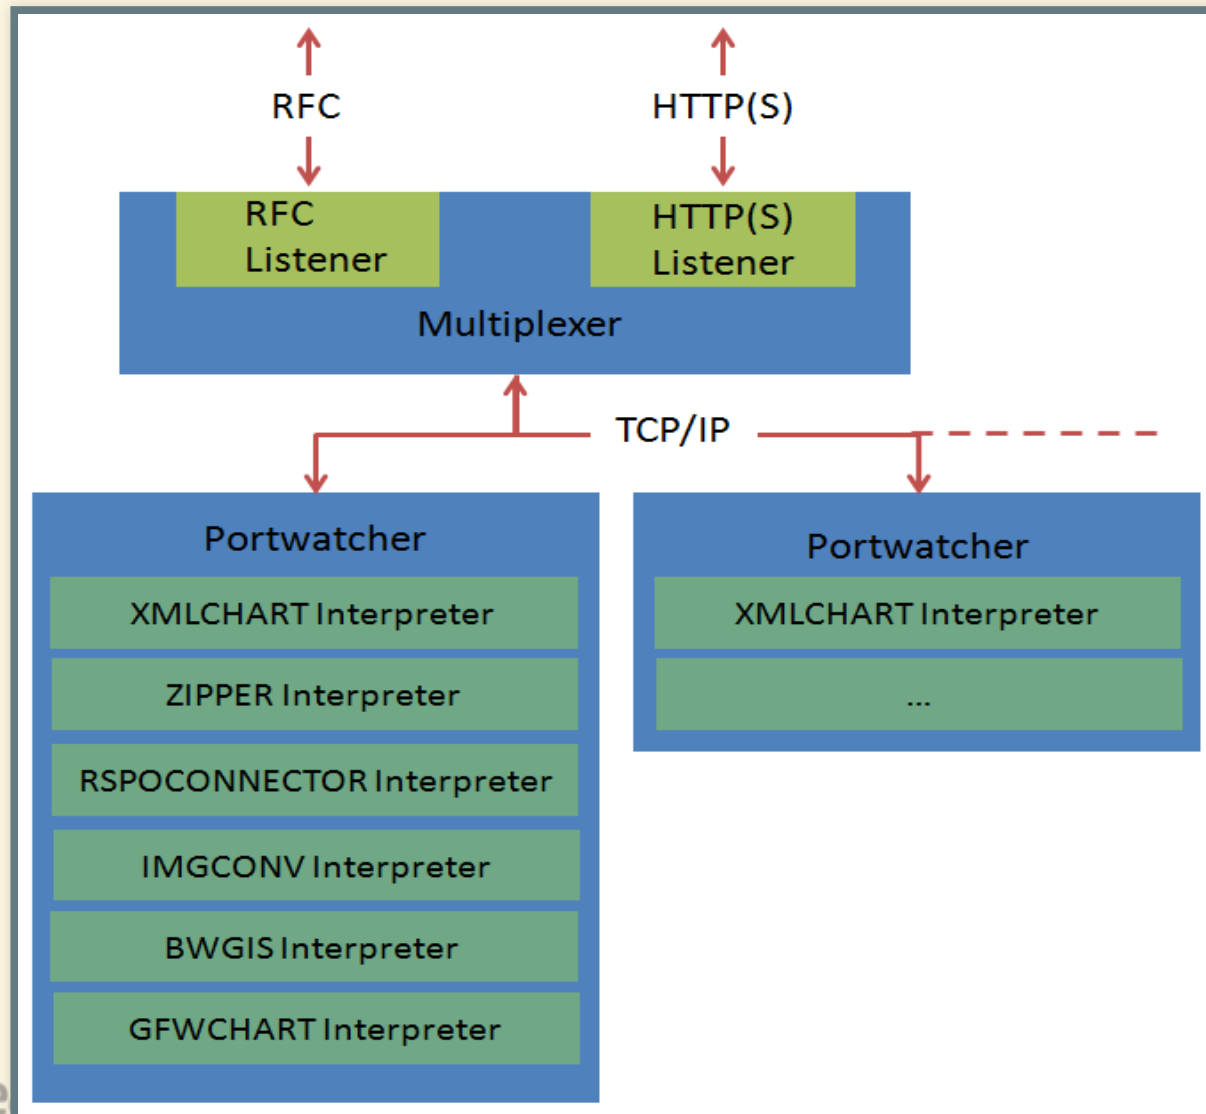 RFC
HTTP(S)
RFC
Listener
HTTP(S)
Listener
Multiplexer
TCP/IP
Portwatcher
XMLCHART Interpreter
ZIPPER Interpreter
RSPOCONNECTOR Interpreter
IMGCONV Interpreter
BWGIS Interpreter
GFWCHART Interpreter
Portwatcher
XMLCHART Interpreter
...
e